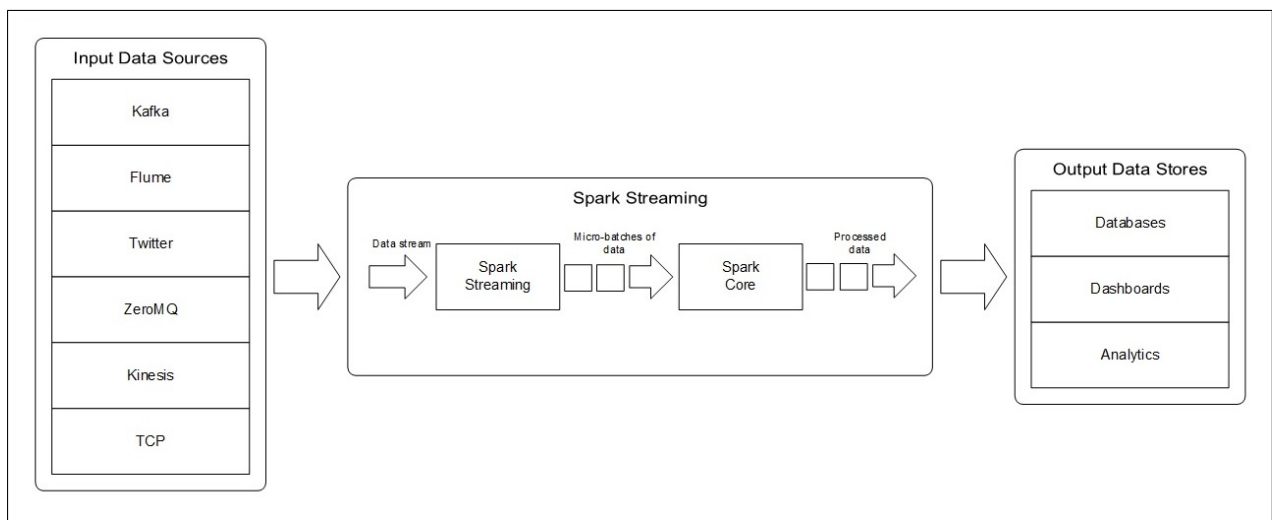 Input Data Sources
Kafka
Flume
Twitter
ZeroMQ
Kinesis
TCP
Spark Streaming
Data stream
Spark
Streaming
Micro-batches of
data
Spark
Core
Processed
data
Output Data Stores
Databases
Dashboards
Analytics